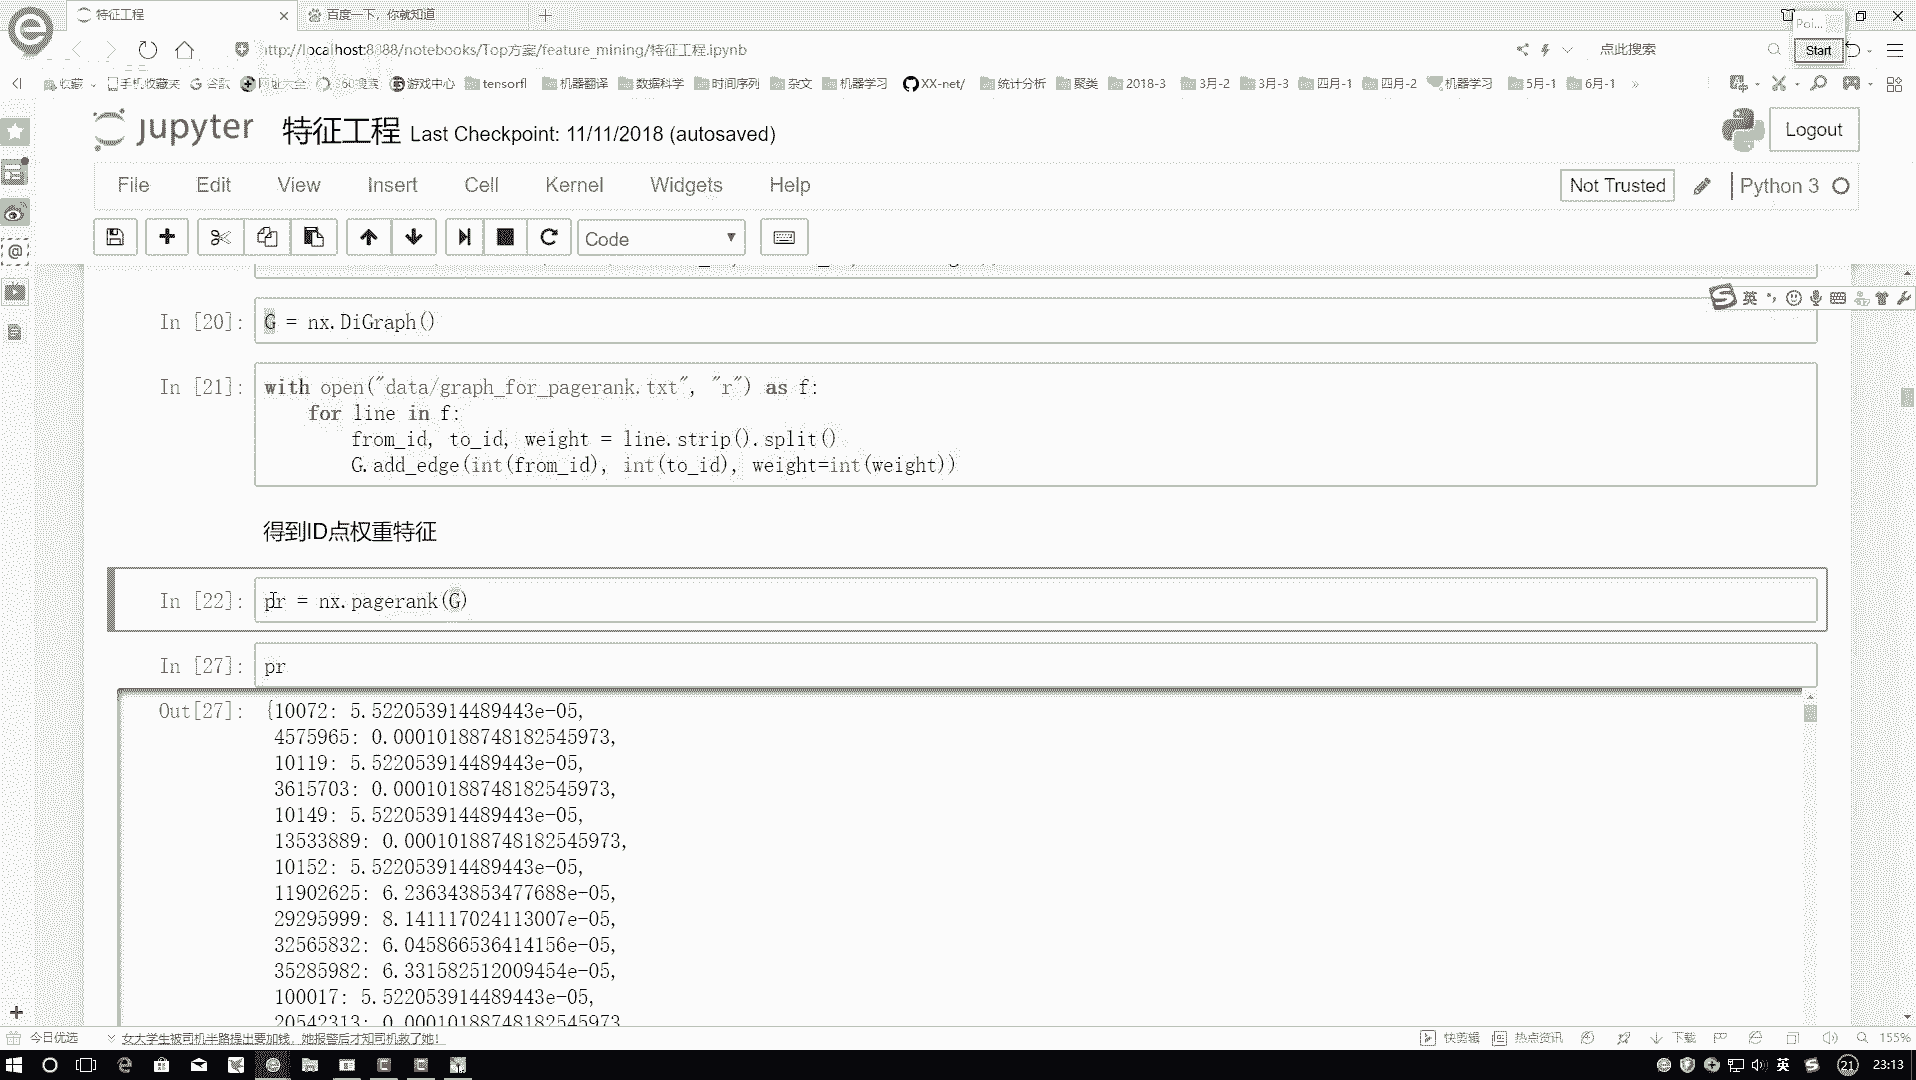 特征工程
百度一下，你就知道
Poi...
http://localhost:8888/notebooks/Top方案/feature_mining/特征工程.ipynb
点此搜索
Start
收藏 手机收藏夹 谷歌 网址大全 360搜索 游戏中心 tensorfl 机器翻译 数据科学 时间序列 杂文 机器学习 XX-net/ 统计分析 聚类 2018-3 3月-2 3月-3 四月-1 四月-2 机器学习 5月-1 6月-1 »
jupyter 特征工程 Last Checkpoint: 11/11/2018 (autosaved)
Logout
File Edit View Insert Cell Kernel Widgets Help
Not Trusted
Python 3
Code
英
In [20]: G = nx.DiGraph()
In [21]: with open("data/graph_for_pagerank.txt", "r") as f:
for line in f:
from_id, to_id, weight = line.strip().split()
G.add_edge(int(from_id), int(to_id), weight=int(weight))
得到ID点权重特征
In [22]: pr = nx.pagerank(G)
In [27]: pr
Out[27]: {10072: 5.522053914489443e-05,
4575965: 0.00010188748182545973,
10119: 5.522053914489443e-05,
3615703: 0.00010188748182545973,
10149: 5.522053914489443e-05,
13533889: 0.00010188748182545973,
10152: 5.522053914489443e-05,
11902625: 6.236343853477688e-05,
29295999: 8.141117024113007e-05,
32565832: 6.045866536414156e-05,
35285982: 6.331582512009454e-05,
100017: 5.522053914489443e-05,
20542313: 0.00010188748182545973
今日优选
女大学生被司机半路提出要加钱，她报警后才知司机救了她!
快剪辑 热点资讯 下载 155%
英 21 23:13